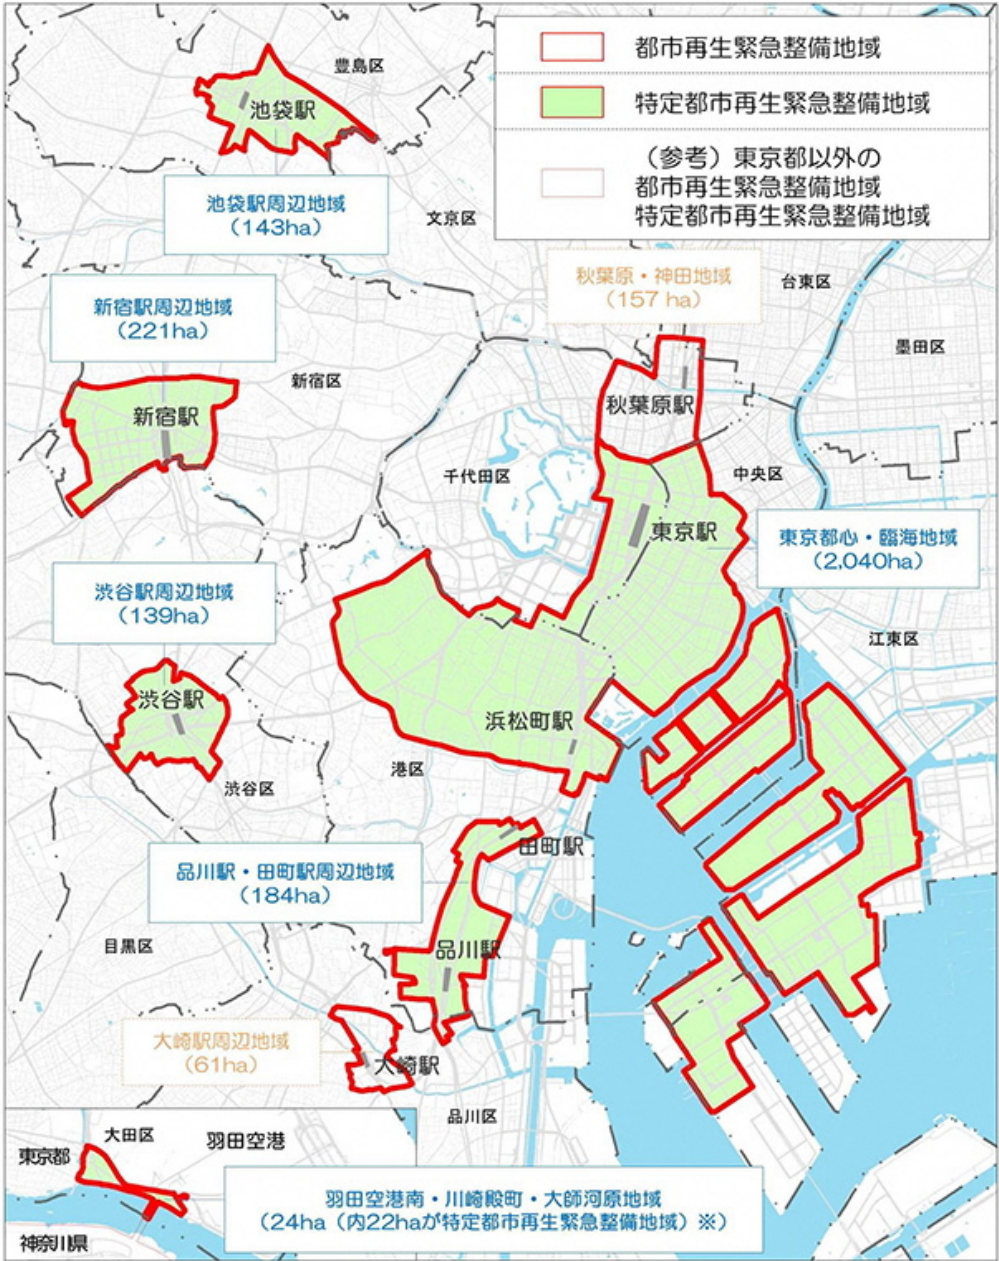 都市再生緊急整備地域
特定都市再生緊急整備地域
（参考）東京都以外の
都市再生緊急整備地域
特定都市再生緊急整備地域
豊島区
池袋駅
池袋駅周辺地域
（143ha）
文京区
秋葉原・神田地域
（157 ha）
台東区
新宿駅周辺地域
（221ha）
墨田区
新宿区
秋葉原駅
新宿駅
千代田区
中央区
東京駅
東京都心・臨海地域
（2,040ha）
渋谷駅周辺地域
（139ha）
江東区
渋谷駅
浜松町駅
港区
渋谷区
田町駅
品川駅・田町駅周辺地域
（184ha）
目黒区
品川駅
大崎駅周辺地域
（61ha）
大崎駅
品川区
大田区
羽田空港
東京都
羽田空港南・川崎殿町・大師河原地域
（24ha（内22haが特定都市再生緊急整備地域）※）
神奈川県